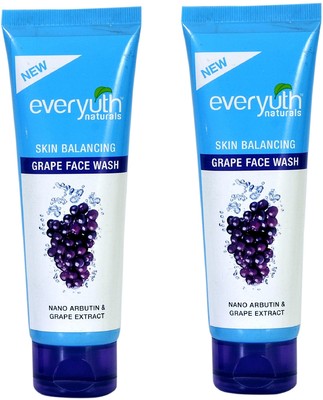 NEW
everyuth
naturals
SKIN BALANCING
GRAPE FACE WASH
NANO ARBUTIN &
GRAPE EXTRACT
NEW
everyuth
naturals
SKIN BALANCING
GRAPE FACE WASH
NANO ARBUTIN &
GRAPE EXTRACT